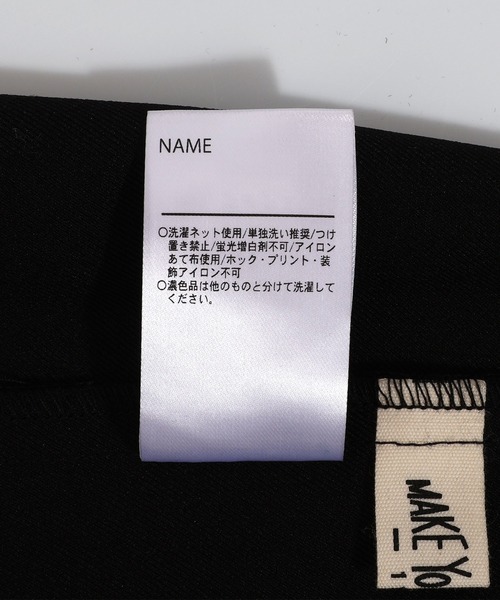 NAME
○洗濯ネット使用/単独洗い推奨/つけ
置き禁止/蛍光増白剤不可/アイロン
あて布使用/ホック・プリント・装
飾アイロン不可
○濃色品は他のものと分けて洗濯して
ください。
MAKE Yo